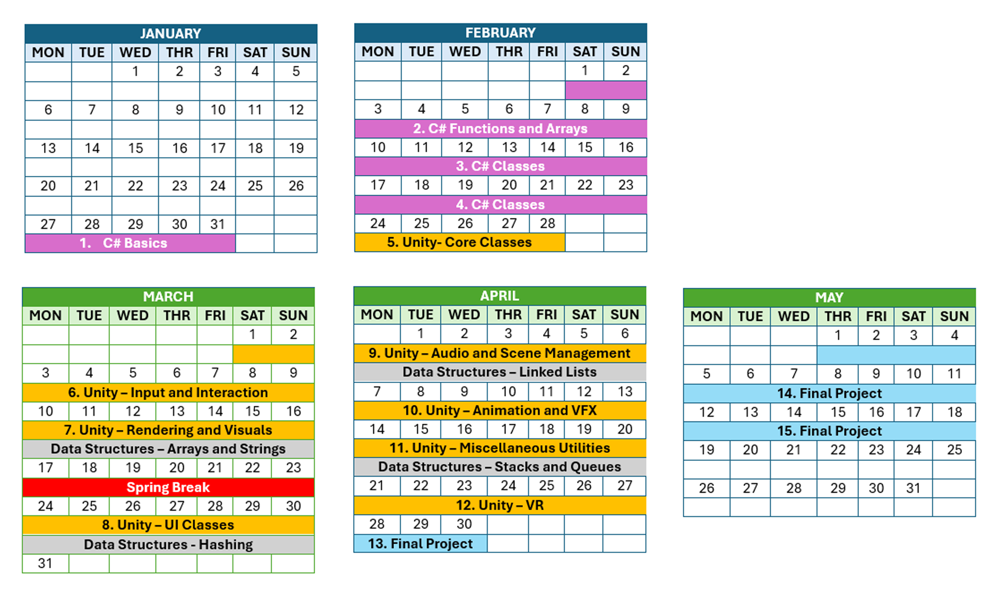 JANUARY
MON TUE WED THR FRI SAT SUN
1 2 3 4 5
6 7 8 9 10 11 12
13 14 15 16 17 18 19
20 21 22 23 24 25 26
27 28 29 30 31
1. C# Basics
FEBRUARY
MON TUE WED THR FRI SAT SUN
1 2
3 4 5 6 7 8 9
2. C# Functions and Arrays
10 11 12 13 14 15 16
3. C# Classes
17 18 19 20 21 22 23
4. C# Classes
24 25 26 27 28
5. Unity- Core Classes
MARCH
MON TUE WED THR FRI SAT SUN
1 2
3 4 5 6 7 8 9
6. Unity – Input and Interaction
10 11 12 13 14 15 16
7. Unity – Rendering and Visuals
Data Structures – Arrays and Strings
17 18 19 20 21 22 23
Spring Break
24 25 26 27 28 29 30
8. Unity – UI Classes
Data Structures - Hashing
31
APRIL
MON TUE WED THR FRI SAT SUN
1 2 3 4 5 6
9. Unity – Audio and Scene Management
Data Structures – Linked Lists
7 8 9 10 11 12 13
10. Unity – Animation and VFX
14 15 16 17 18 19 20
11. Unity – Miscellaneous Utilities
Data Structures – Stacks and Queues
21 22 23 24 25 26 27
12. Unity – VR
28 29 30
13. Final Project
MAY
MON TUE WED THR FRI SAT SUN
1 2 3 4
5 6 7 8 9 10 11
14. Final Project
12 13 14 15 16 17 18
15. Final Project
19 20 21 22 23 24 25
26 27 28 29 30 31